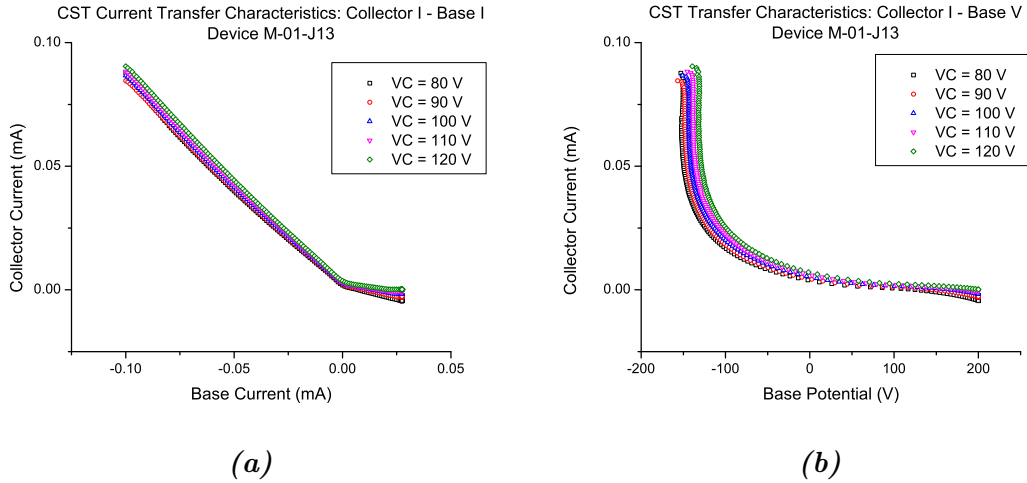 CST Current Transfer Characteristics: Collector I - Base I
Device M-01-J13
0.10
0.05
0.00
Collector Current (mA)
VC = 80 V
VC = 90 V
VC = 100 V
VC = 110 V
VC = 120 V
-0.10
-0.05
0.00
0.05
Base Current (mA)
(a)
CST Transfer Characteristics: Collector I - Base V
Device M-01-J13
0.10
0.05
0.00
Collector Current (mA)
VC = 80 V
VC = 90 V
VC = 100 V
VC = 110 V
VC = 120 V
-200
-100
0
100
200
Base Potential (V)
(b)